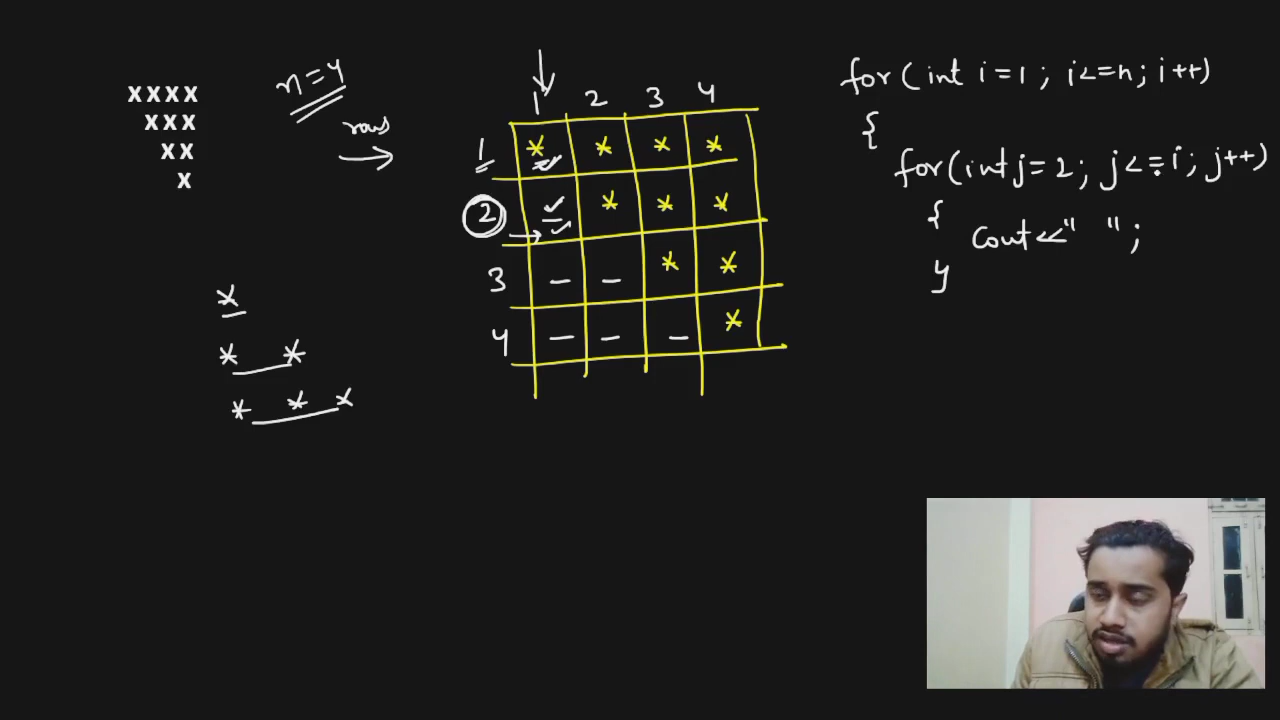 xxxx
xxx
xx
x
n=4
rows
*
* *
* * *
1 2 3 4
1 * * * *
2 ✓ * * *
3 – – * *
4 – – – *
for(int i=1; i<=n; i++)
{
for(int j=2; j<=i; j++)
{
cout<<" ";
}